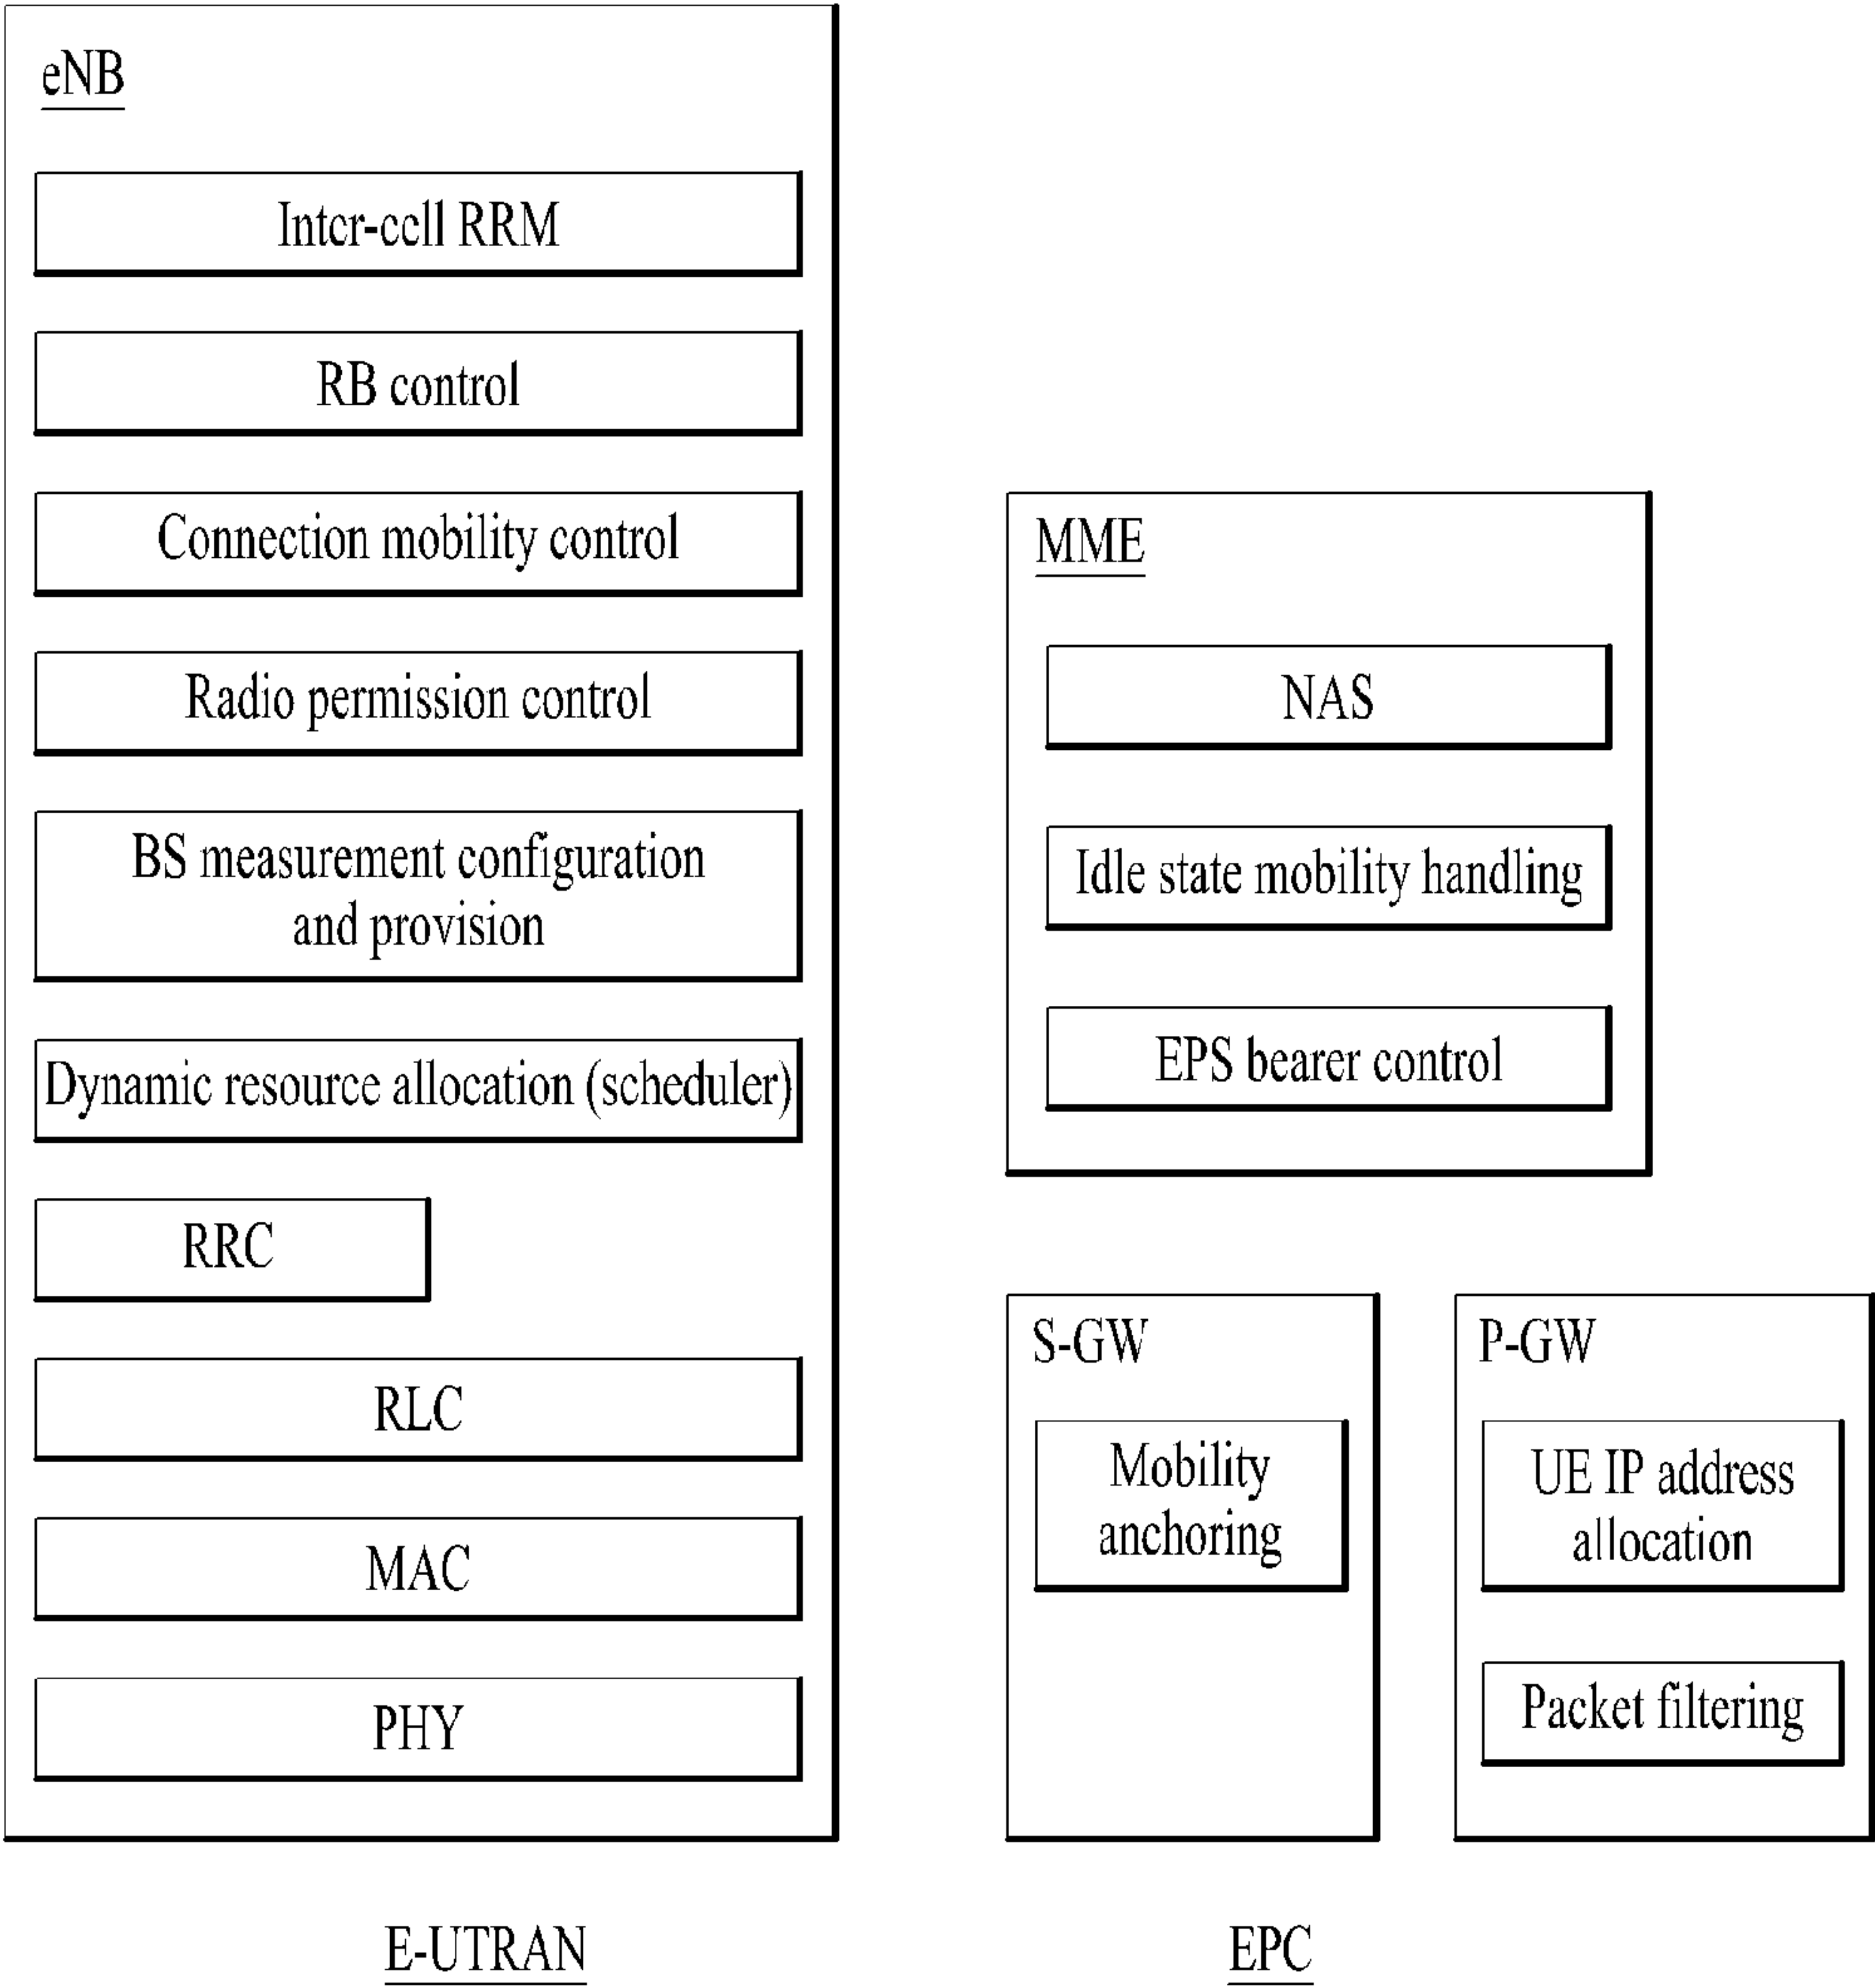 eNB
Inter-cell RRM
RB control
Connection mobility control
Radio permission control
BS measurement configuration
and provision
Dynamic resource allocation (scheduler)
RRC
RLC
MAC
PHY
MME
NAS
Idle state mobility handling
EPS bearer control
S-GW
Mobility
anchoring
P-GW
UE IP address
allocation
Packet filtering
E-UTRAN
EPC